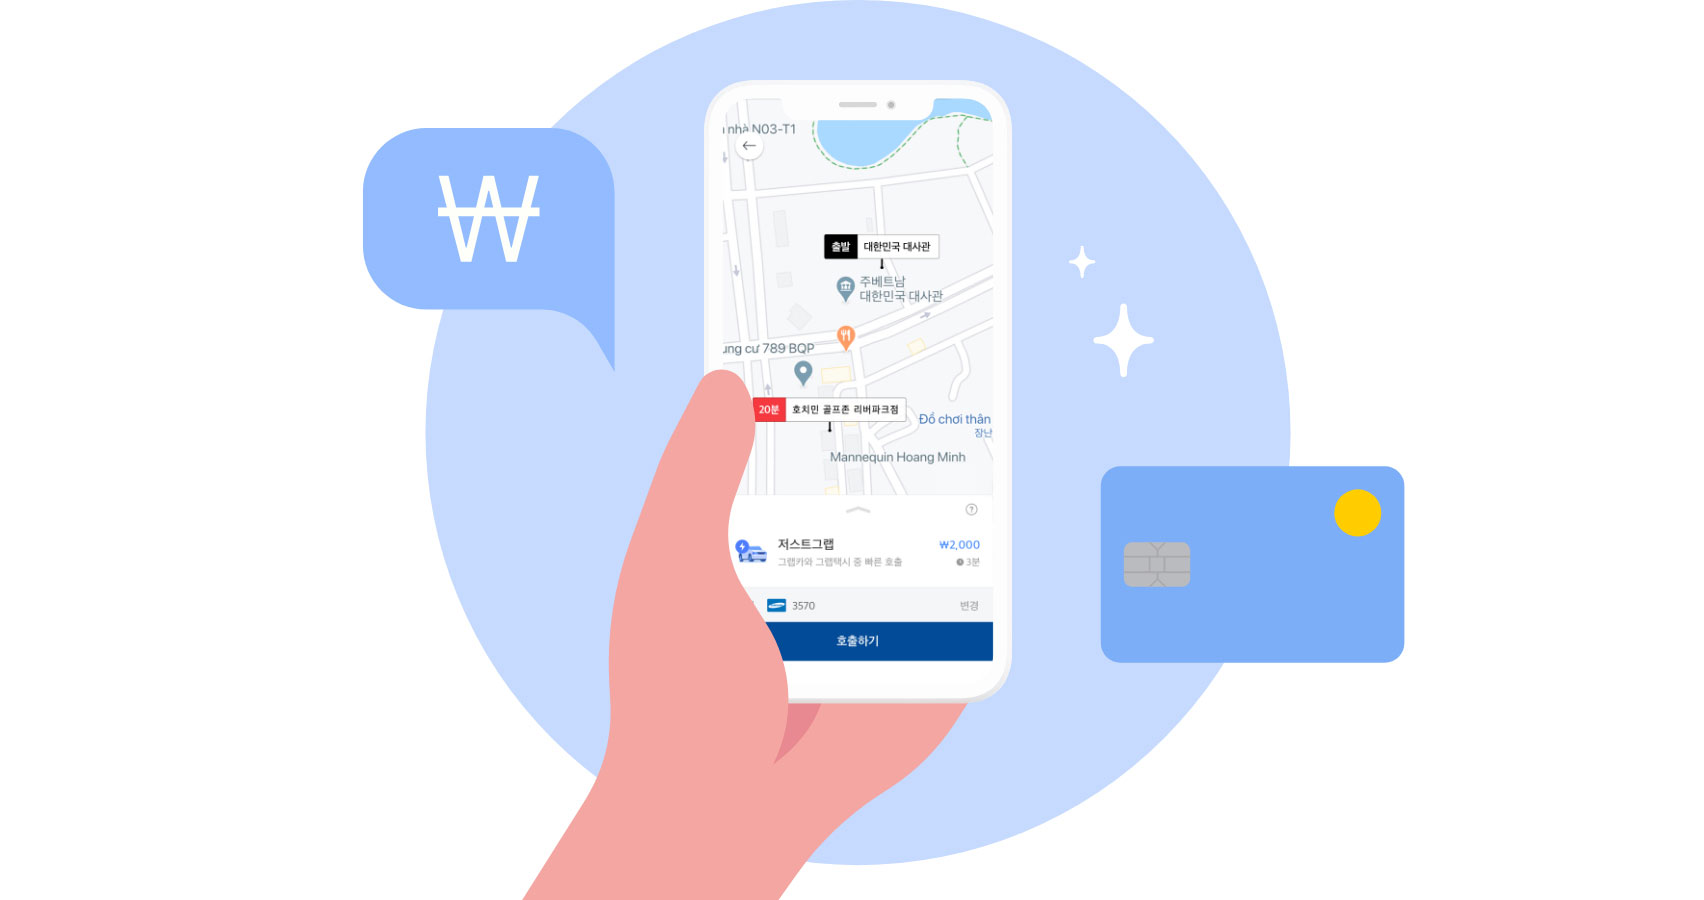 ₩
nhà N03-T1
출발 대한민국 대사관
주베트남
대한민국 대사관
ung cư 789 BQP
20분 호치민 골프존 리버파크점
Đồ chơi thân
장난
Mannequin Hoang Minh
?
저스트그랩 ₩2,000
그랩카와 그랩택시 중 빠른 호출 3분
3570 변경
호출하기